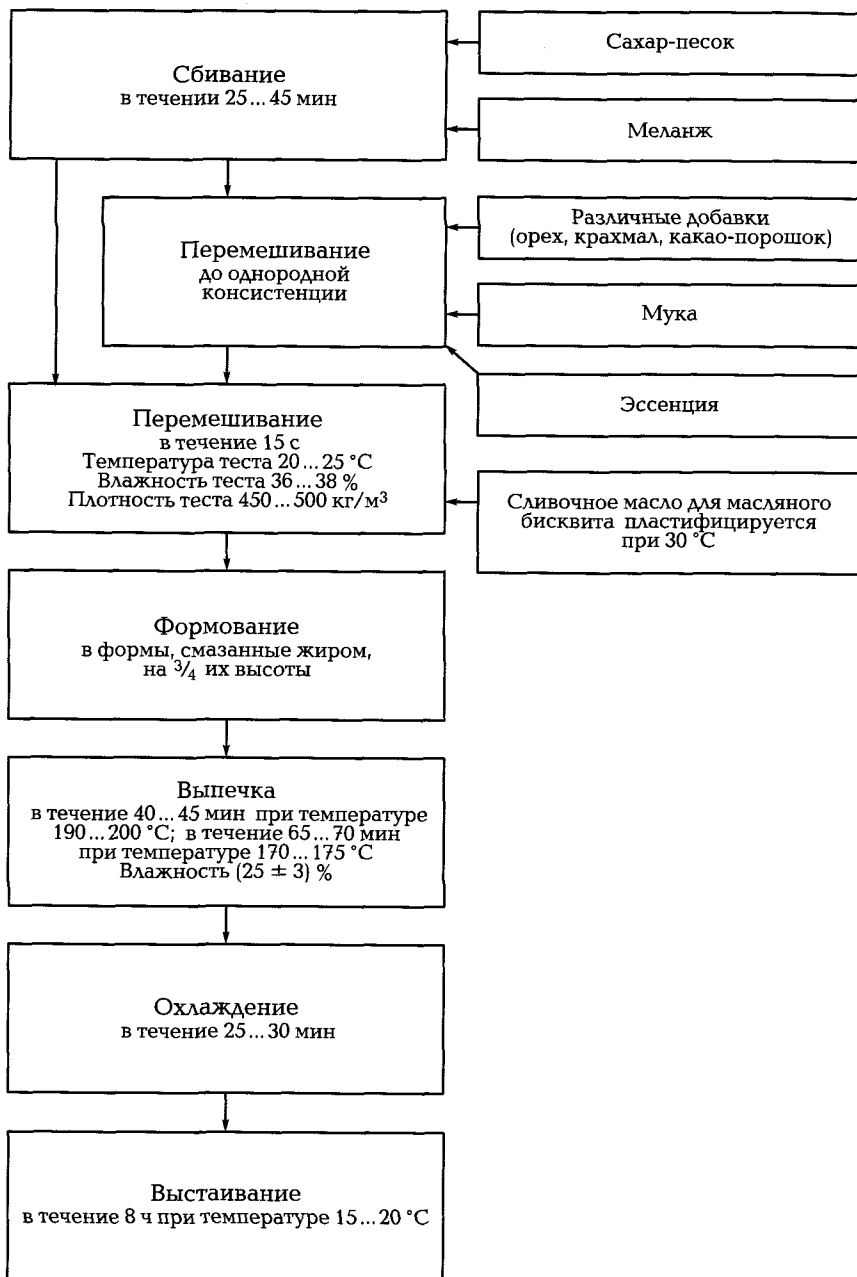 Сбивание
в течении 25... 45 мин
Сахар-песок
Меланж
Перемешивание
до однородной
консистенции
Различные добавки
(орех, крахмал, какао-порошок)
Мука
Эссенция
Перемешивание
в течение 15 с
Температура теста 20... 25 °С
Влажность теста 36... 38 %
Плотность теста 450... 500 кг/м³
Сливочное масло для масляного
бисквита пластифицируется
при 30 °С
Формование
в формы, смазанные жиром,
на 3/4 их высоты
Выпечка
в течение 40... 45 мин при температуре
190... 200 °С; в течение 65... 70 мин
при температуре 170... 175 °С
Влажность (25 ± 3) %
Охлаждение
в течение 25... 30 мин
Выстаивание
в течение 8 ч при температуре 15... 20 °С